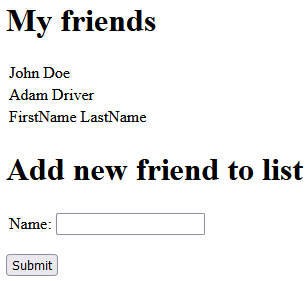 My friends
John Doe
Adam Driver
FirstName LastName
Add new friend to list
Name:
Submit